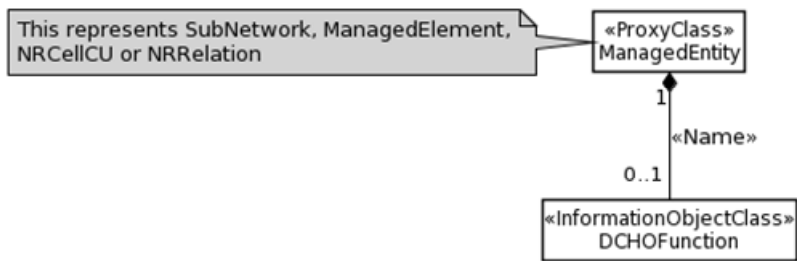 This represents SubNetwork, ManagedElement,
NRCellCU or NRRelation
«ProxyClass»
ManagedEntity
1
«Name»
0..1
«InformationObjectClass»
DCHOFunction